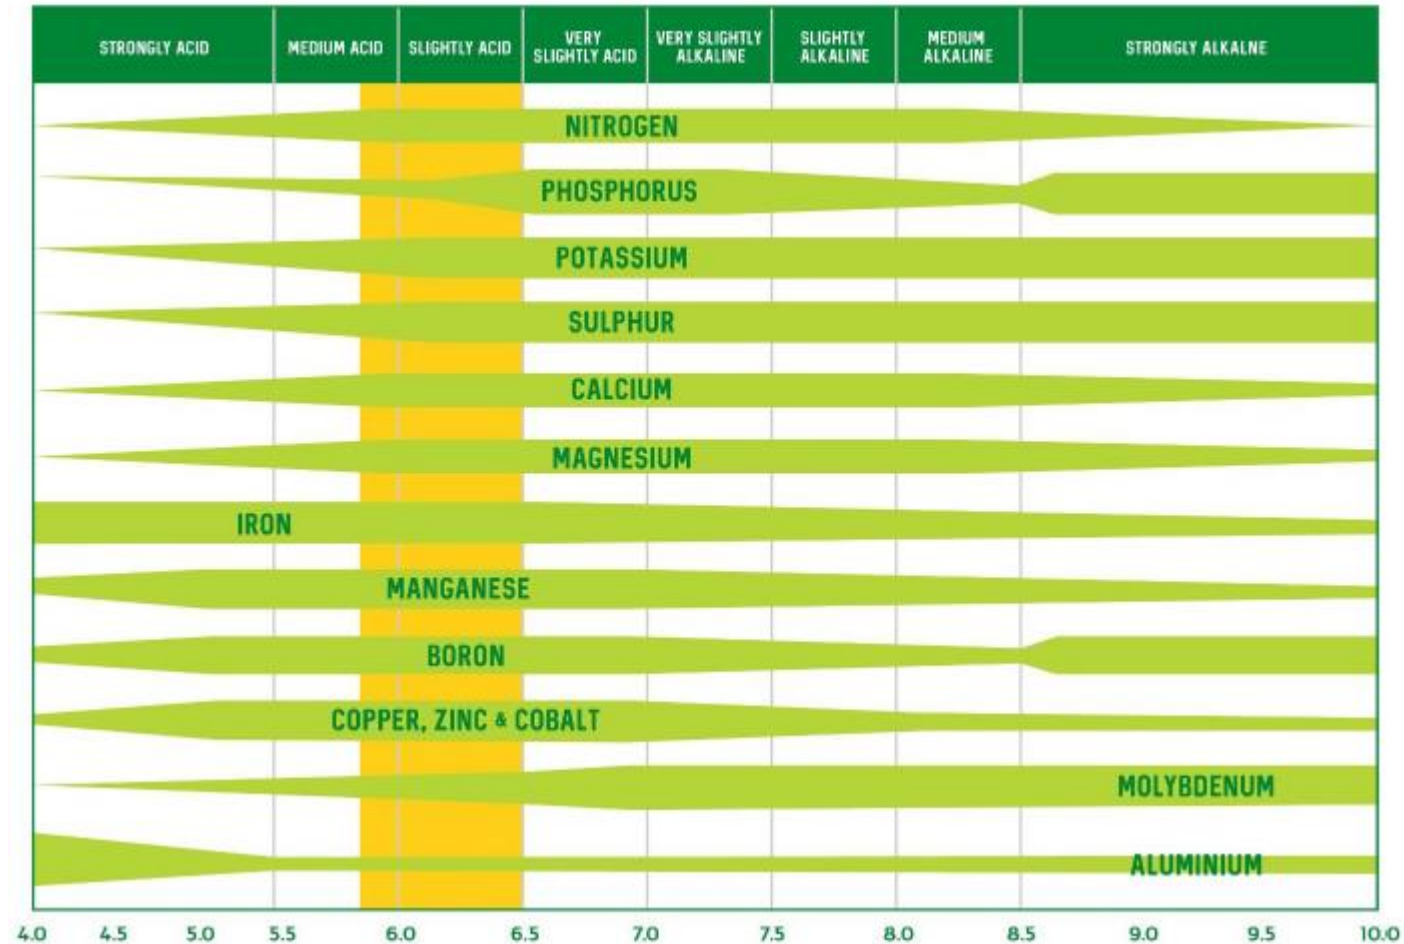 STRONGLY ACID
MEDIUM ACID
SLIGHTLY ACID
VERY
SLIGHTLY ACID
VERY SLIGHTLY
ALKALINE
SLIGHTLY
ALKALINE
MEDIUM
ALKALINE
STRONGLY ALKALNE
NITROGEN
PHOSPHORUS
POTASSIUM
SULPHUR
CALCIUM
MAGNESIUM
IRON
MANGANESE
BORON
COPPER, ZINC & COBALT
MOLYBDENUM
ALUMINIUM
4.0 4.5 5.0 5.5 6.0 6.5 7.0 7.5 8.0 8.5 9.0 9.5 10.0